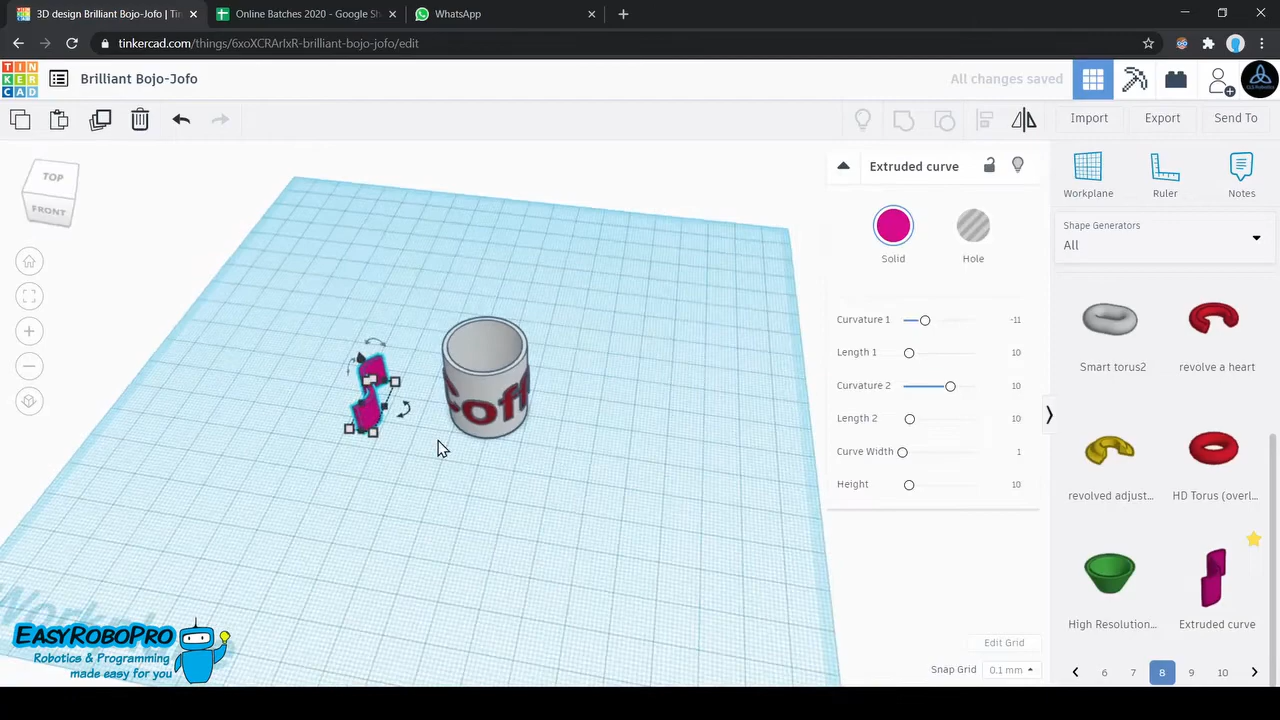 3D design Brilliant Bojo-Jofo | Tin
Online Batches 2020 - Google Sh
WhatsApp
tinkercad.com/things/6xoXCRArlxR-brilliant-bojo-jofo/edit
TIN
KER
CAD
Brilliant Bojo-Jofo
All changes saved
Import
Export
Send To
TOP
FRONT
Extruded curve
Solid
Hole
Workplane
Ruler
Notes
Shape Generators
All
Curvature 1 -11
Length 1 10
Curvature 2 10
Length 2 10
Curve Width 1
Height 10
Coff
Smart torus2
revolve a heart
revolved adjust...
HD Torus (overl...
High Resolution...
Extruded curve
Edit Grid
Snap Grid 0.1 mm
6 7 8 9 10
EASYROBOPRO
Robotics & Programming
made easy for you